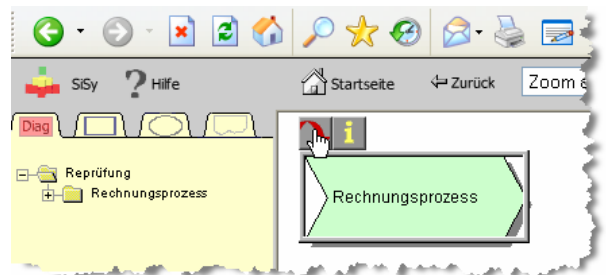 SiSy ? Hilfe Startseite Zurück Zoom
Diag
Reprüfung
Rechnungsprozess
i
Rechnungsprozess